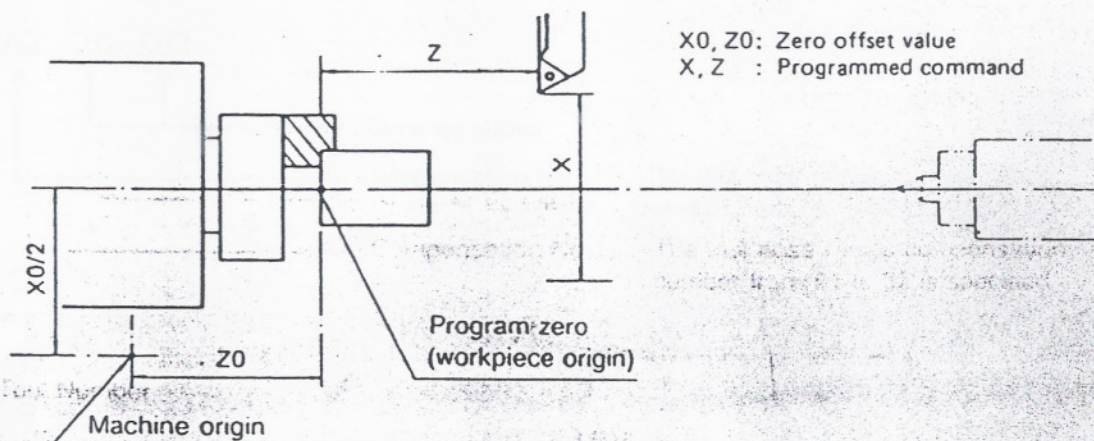 Z
X0, Z0: Zero offset value
X, Z : Programmed command
X
X0/2
Program zero
(workpiece origin)
Z0
Machine origin